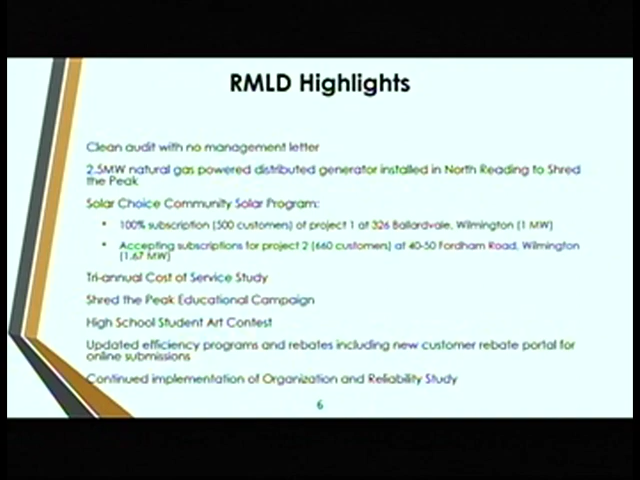 RMLD Highlights
Clean audit with no management letter
2.5MW natural gas powered distributed generator installed in North Reading to Shred
the Peak
Solar Choice Community Solar Program:
• 100% subscription (500 customers) of project 1 at 326 Ballardvale, Wilmington (1 MW)
• Accepting subscriptions for project 2 (660 customers) at 40-50 Fordham Road, Wilmington
(1.67 MW)
Tri-annual Cost of Service Study
Shred the Peak Educational Campaign
High School Student Art Contest
Updated efficiency programs and rebates including new customer rebate portal for
online submissions
Continued implementation of Organization and Reliability Study
6